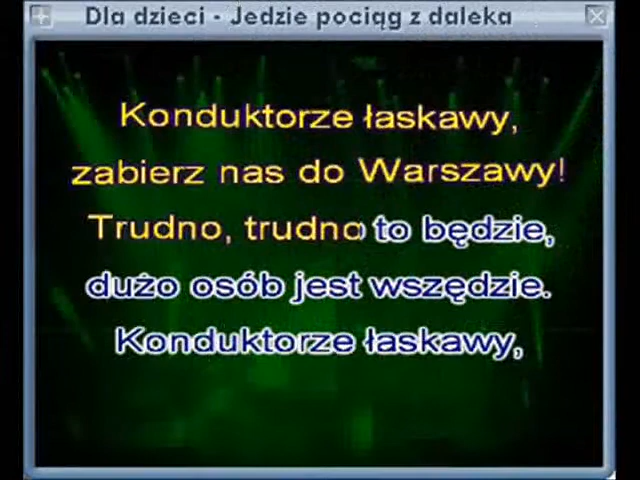 Dla dzieci - Jedzie pociąg z daleka
Konduktorze łaskawy,
zabierz nas do Warszawy!
Trudno, trudno to będzie,
dużo osób jest wszędzie.
Konduktorze łaskawy,